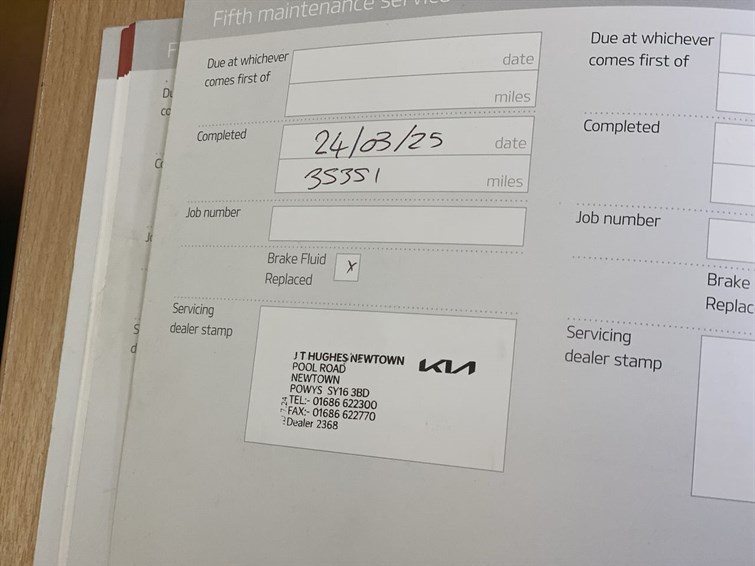 Fifth maintenance service
Due at whichever
comes first of
date
miles
Completed
24/03/25 date
35351 miles
Job number
Brake Fluid
Replaced
X
Servicing
dealer stamp
J T HUGHES NEWTOWN
KIA
POOL ROAD
NEWTOWN
POWYS SY16 3BD
TEL:- 01686 622300
FAX:- 01686 622770
Dealer 2368
Due at whichever
comes first of
Completed
Job number
Brake
Replac
Servicing
dealer stamp